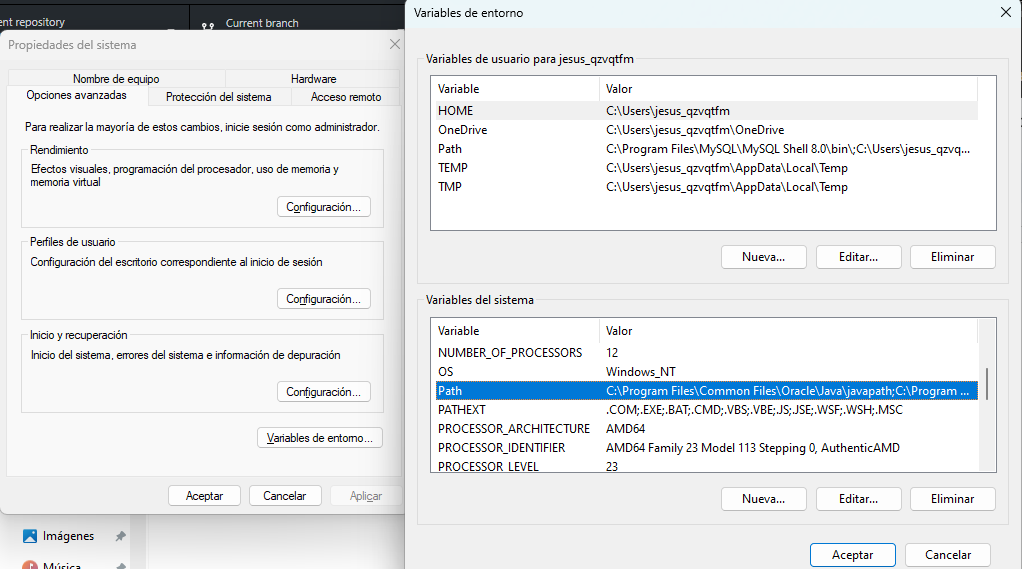 nt repository
Current branch
Propiedades del sistema
Nombre de equipo
Hardware
Opciones avanzadas
Protección del sistema
Acceso remoto
Para realizar la mayoría de estos cambios, inicie sesión como administrador.
Rendimiento
Efectos visuales, programación del procesador, uso de memoria y
memoria virtual
Configuración...
Perfiles de usuario
Configuración del escritorio correspondiente al inicio de sesión
Configuración...
Inicio y recuperación
Inicio del sistema, errores del sistema e información de depuración
Configuración...
Variables de entorno...
Aceptar
Cancelar
Aplicar
Imágenes
Música
Variables de entorno
Variables de usuario para jesus_qzvqtfm
Variable Valor
HOME C:\Users\jesus_qzvqtfm
OneDrive C:\Users\jesus_qzvqtfm\OneDrive
Path C:\Program Files\MySQL\MySQL Shell 8.0\bin\;C:\Users\jesus_qzvq...
TEMP C:\Users\jesus_qzvqtfm\AppData\Local\Temp
TMP C:\Users\jesus_qzvqtfm\AppData\Local\Temp
Nueva...
Editar...
Eliminar
Variables del sistema
Variable Valor
NUMBER_OF_PROCESSORS 12
OS Windows_NT
Path C:\Program Files\Common Files\Oracle\Java\javapath;C:\Program ...
PATHEXT .COM;.EXE;.BAT;.CMD;.VBS;.VBE;.JS;.JSE;.WSF;.WSH;.MSC
PROCESSOR_ARCHITECTURE AMD64
PROCESSOR_IDENTIFIER AMD64 Family 23 Model 113 Stepping 0, AuthenticAMD
PROCESSOR_LEVEL 23
Nueva...
Editar...
Eliminar
Aceptar
Cancelar